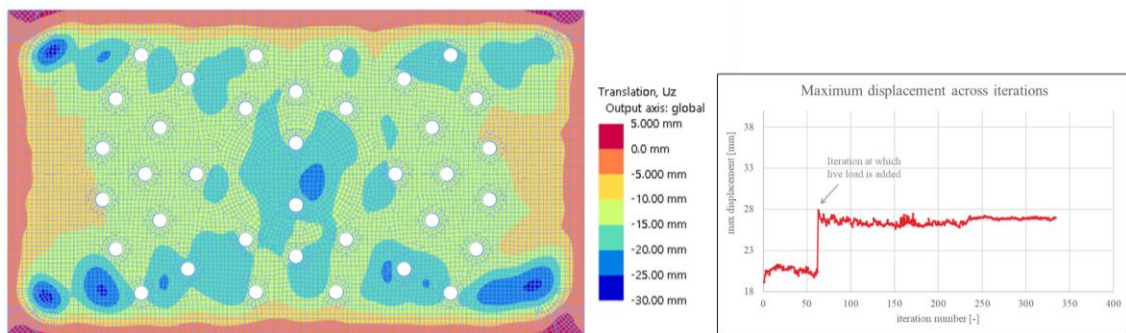 Translation, Uz
Output axis: global
5.000 mm
0.0 mm
-5.000 mm
-10.00 mm
-15.00 mm
-20.00 mm
-25.00 mm
-30.00 mm
Maximum displacement across iterations
max displacement [mm]
38
33
28
23
18
Iteration at which
live load is added
0
50
100
150
200
250
300
350
400
iteration number [-]